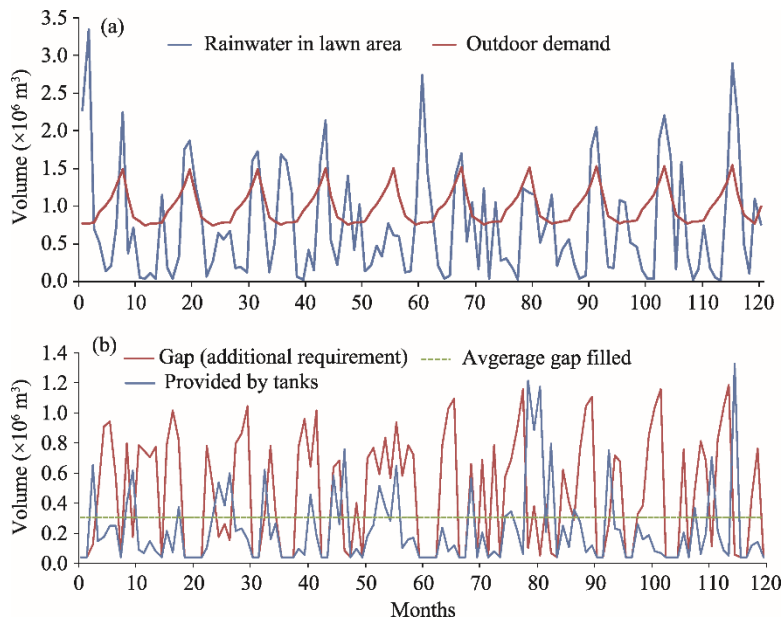 (a)
Rainwater in lawn area
Outdoor demand
Volume (×10⁶ m³)
3.5
3.0
2.5
2.0
1.5
1.0
0.5
0.0
0 10 20 30 40 50 60 70 80 90 100 110 120
(b)
Gap (additional requirement)
Avgerage gap filled
Provided by tanks
Volume (×10⁶ m³)
1.4
1.2
1.0
0.8
0.6
0.4
0.2
0.0
0 10 20 30 40 50 60 70 80 90 100 110 120
Months